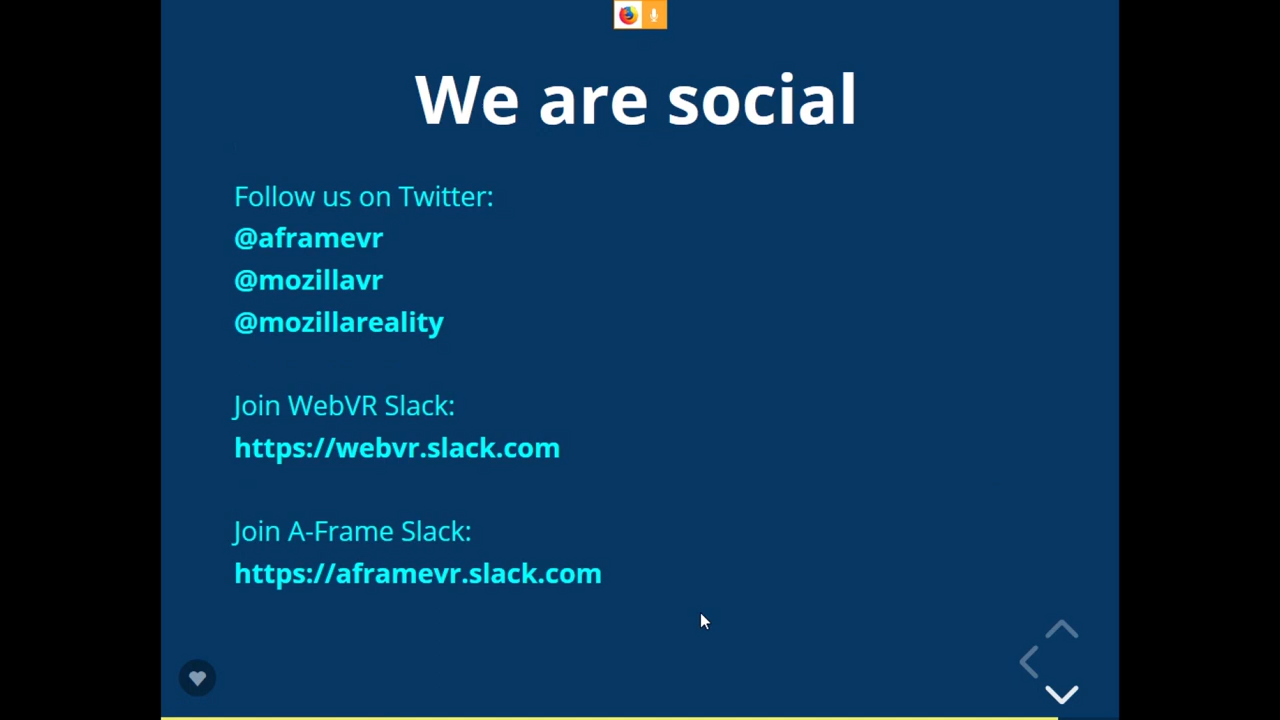 We are social
Follow us on Twitter:
@aframevr
@mozillavr
@mozillareality
Join WebVR Slack:
https://webvr.slack.com
Join A-Frame Slack:
https://aframevr.slack.com